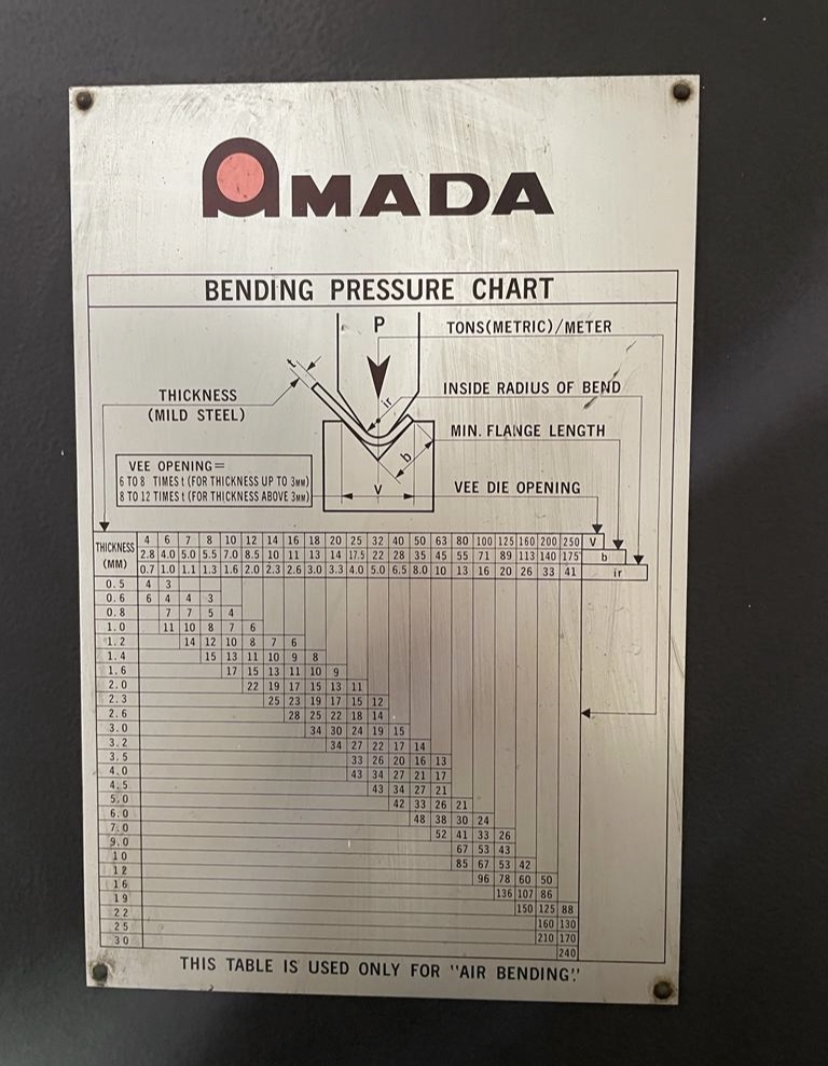 AMADA
BENDING PRESSURE CHART
P
TONS(METRIC)/METER
THICKNESS
(MILD STEEL)
ir
INSIDE RADIUS OF BEND
MIN. FLANGE LENGTH
b
VEE OPENING=
6 TO 8 TIMES t (FOR THICKNESS UP TO 3mm)
8 TO 12 TIMES t (FOR THICKNESS ABOVE 3mm)
V
VEE DIE OPENING
THICKNESS
(MM)
4 6 7 8 10 12 14 16 18 20 25 32 40 50 63 80 100 125 160 200 250 V
2.8 4.0 5.0 5.5 7.0 8.5 10 11 13 14 17.5 22 28 35 45 55 71 89 113 140 175 b
0.7 1.0 1.1 1.3 1.6 2.0 2.3 2.6 3.0 3.3 4.0 5.0 6.5 8.0 10 13 16 20 26 33 41 ir
0.5 4 3
0.6 6 4 4 3
0.8 7 7 5 4
1.0 11 10 8 7 6
1.2 14 12 10 8 7 6
1.4 15 13 11 10 9 8
1.6 17 15 13 11 10 9
2.0 22 19 17 15 13 11
2.3 25 23 19 17 15 12
2.6 28 25 22 18 14
3.0 34 30 24 19 15
3.2 34 27 22 17 14
3.5 33 26 20 16 13
4.0 43 34 27 21 17
4.5 43 34 27 21
5.0 42 33 26 21
6.0 48 38 30 24
7.0 52 41 33 26
9.0 67 53 43
10 85 67 53 42
12 96 78 60 50
16 136 107 86
19 150 125 88
22 160 130
25 210 170
30 240
THIS TABLE IS USED ONLY FOR "AIR BENDING."